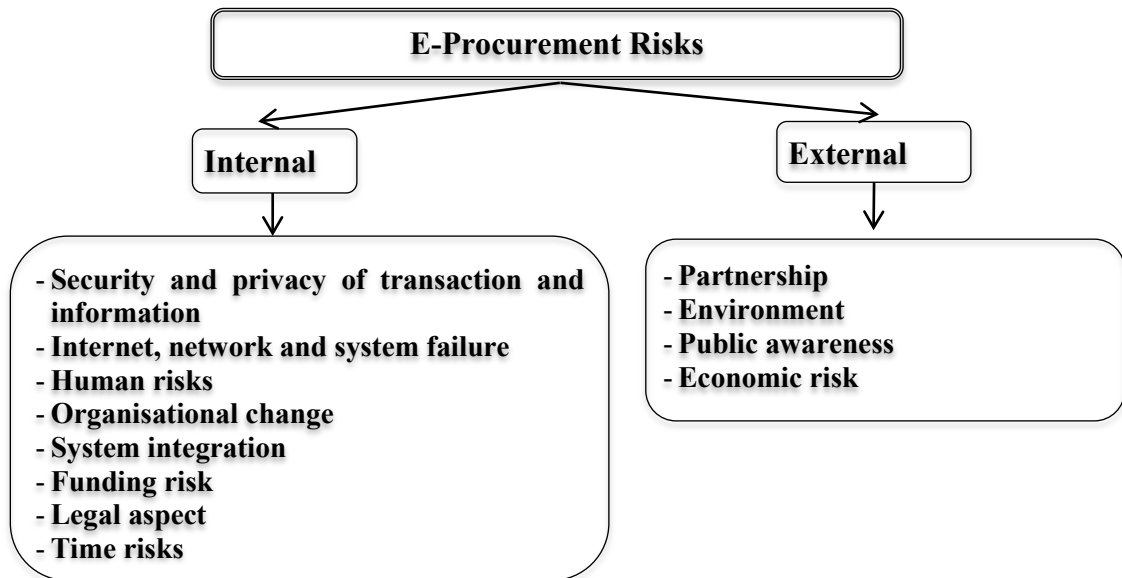 E-Procurement Risks
Internal
External
- Security and privacy of transaction and
information
- Internet, network and system failure
- Human risks
- Organisational change
- System integration
- Funding risk
- Legal aspect
- Time risks
- Partnership
- Environment
- Public awareness
- Economic risk